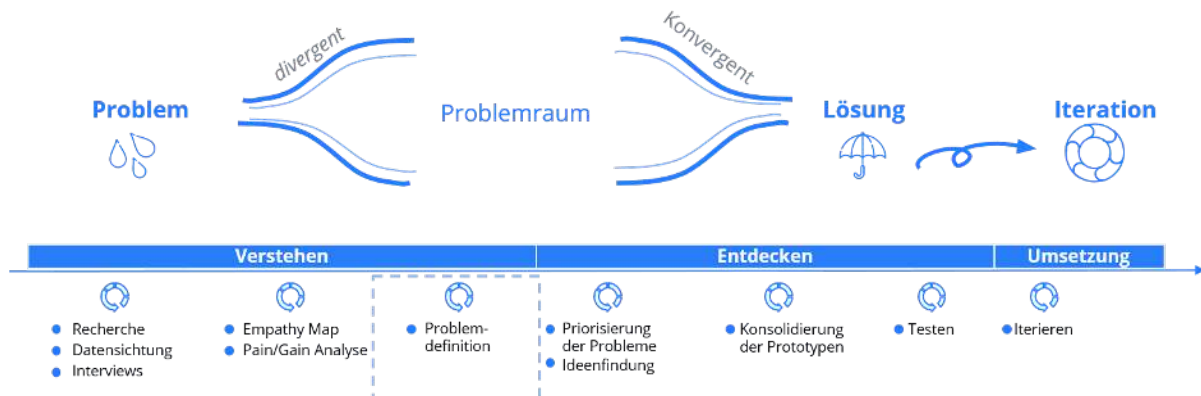 divergent
Konvergent
Problem
Problemraum
Lösung
Iteration
Verstehen
Entdecken
Umsetzung
Recherche
Datensichtung
Interviews
Empathy Map
Pain/Gain Analyse
Problem-
definition
Priorisierung
der Probleme
Ideenfindung
Konsolidierung
der Prototypen
Testen
Iterieren